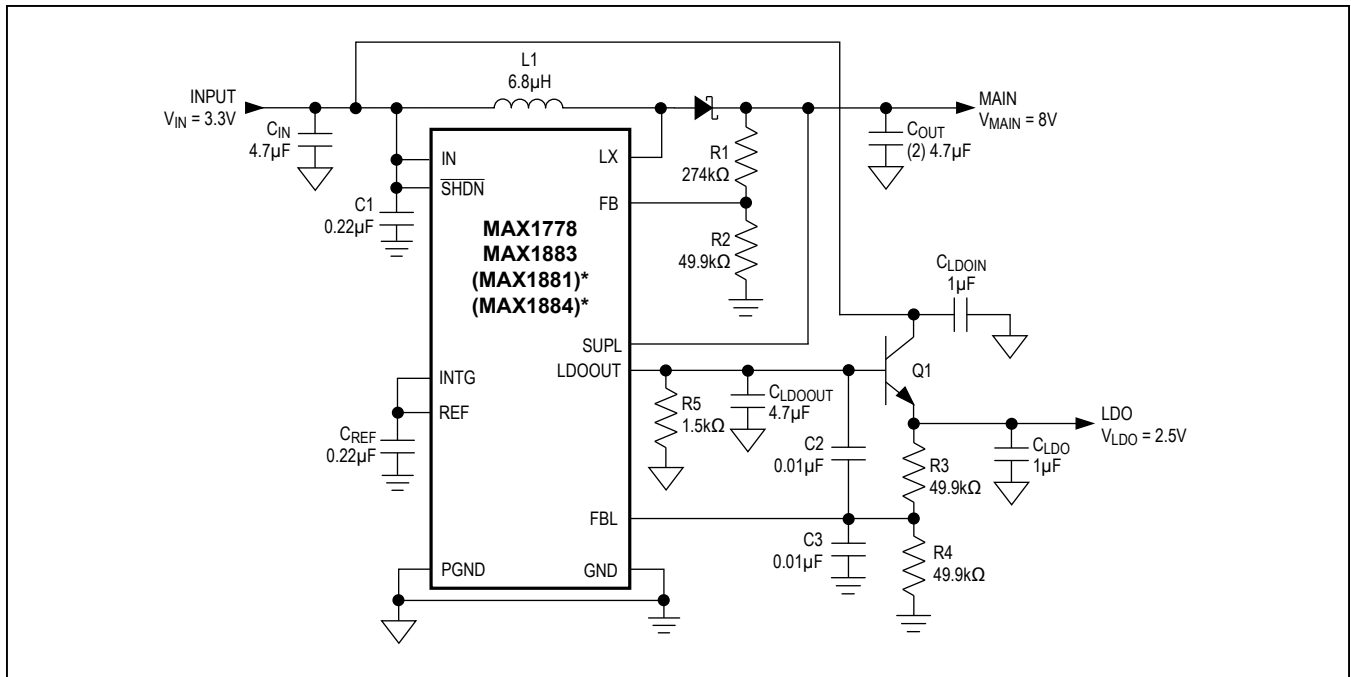 L1
6.8µH
INPUT
V_IN = 3.3V
MAIN
V_MAIN = 8V
C_IN
4.7µF
C_OUT
(2) 4.7µF
IN
LX
R1
274kΩ
SHDN
FB
C1
0.22µF
MAX1778
MAX1883
(MAX1881)*
(MAX1884)*
R2
49.9kΩ
C_LDOIN
1µF
SUPL
LDOOUT
Q1
INTG
REF
R5
1.5kΩ
C_LDOOUT
4.7µF
LDO
V_LDO = 2.5V
C_REF
0.22µF
C2
0.01µF
R3
49.9kΩ
C_LDO
1µF
FBL
C3
0.01µF
R4
49.9kΩ
PGND
GND